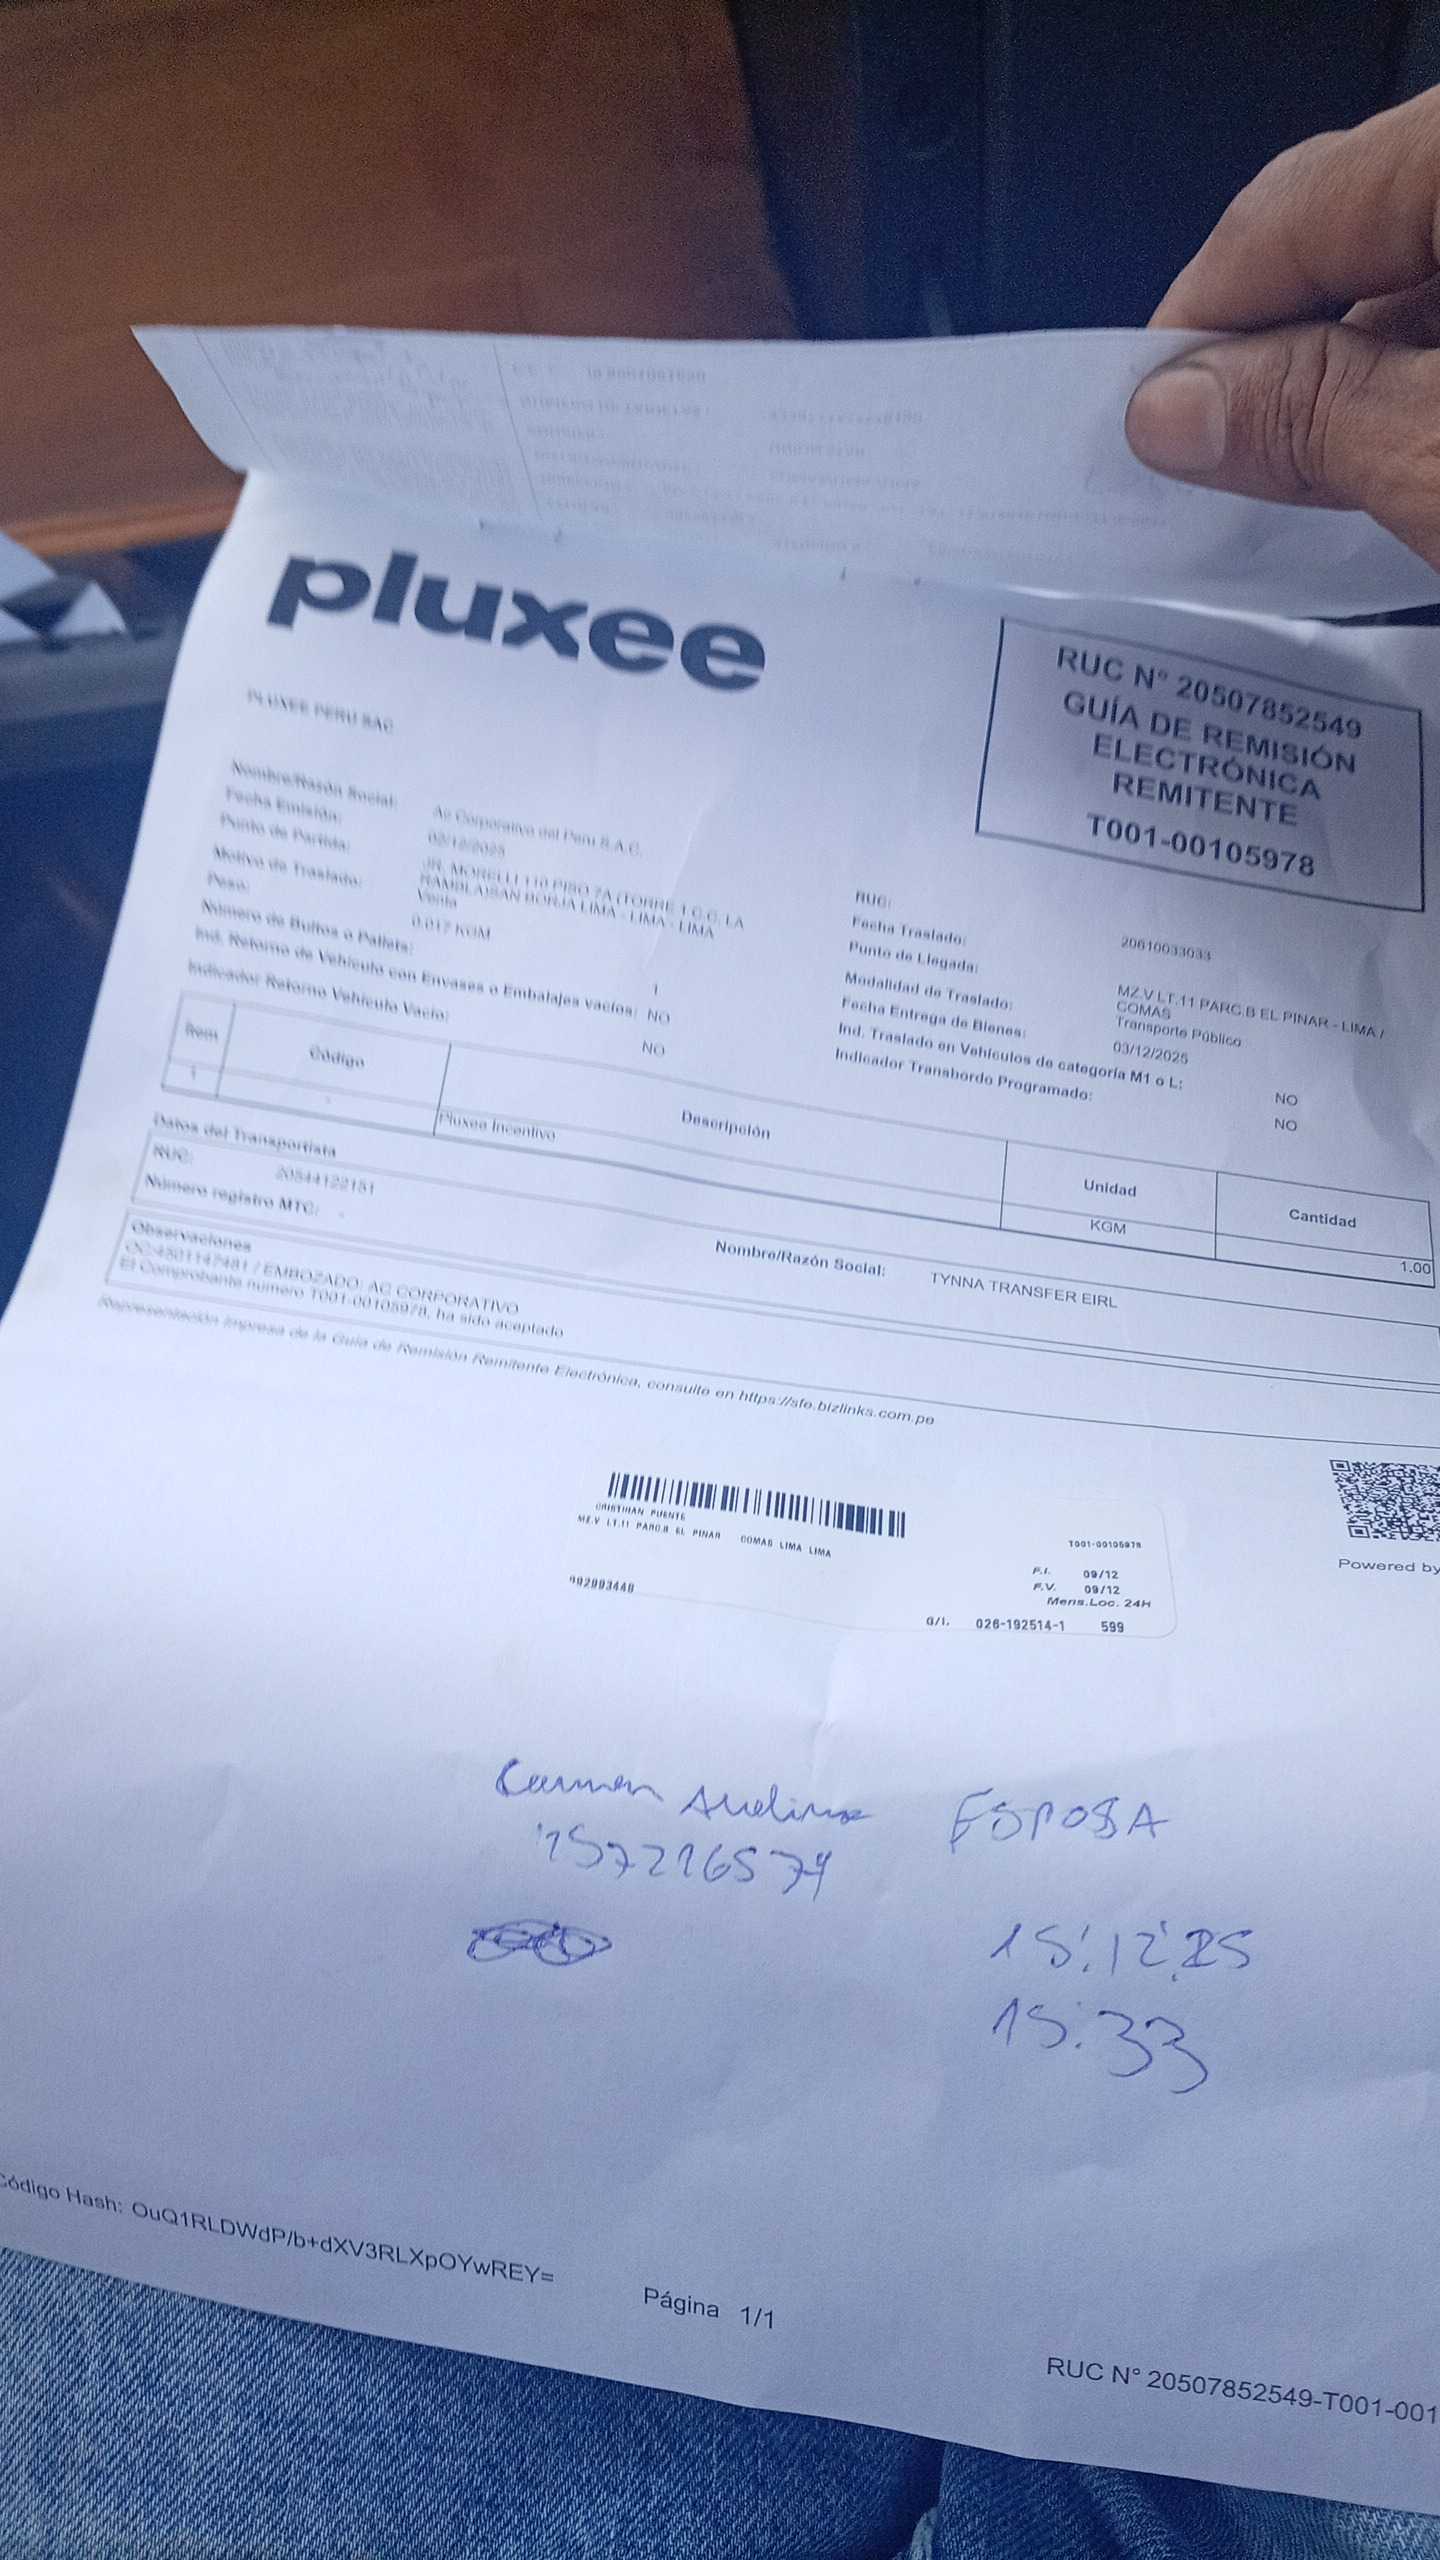 pluxee
RUC N° 20507852549
GUÍA DE REMISIÓN
ELECTRÓNICA
REMITENTE
T001-00105978
PLUXEE PERU SAC
Nombre/Razón Social: Ac Corporativo del Peru S.A.C.
Fecha Emisión: 02/12/2025
Punto de Partida: JR. MORELLI 110 PISO 7A (TORRE 1 C.C. LA
RAMBLA)SAN BORJA LIMA - LIMA - LIMA
Motivo de Traslado: Venta
Peso: 0.017 KGM
Número de Bultos o Pallets: 1
Ind. Retorno de Vehículo con Envases o Embalajes vacíos: NO
Indicador Retorno Vehículo Vacío: NO
RUC: 20610033033
Fecha Traslado:
Punto de Llegada: MZ.V LT.11 PARC.B EL PINAR - LIMA /
COMAS
Modalidad de Traslado: Transporte Público
Fecha Entrega de Bienes: 03/12/2025
Ind. Traslado en Vehículos de categoría M1 o L: NO
Indicador Transbordo Programado: NO
Item Código Descripción Unidad Cantidad
1 Pluxee Incentivo KGM 1.00
Datos del Transportista
RUC: 20544122151
Nombre/Razón Social: TYNNA TRANSFER EIRL
Número registro MTC:
Observaciones
OC:4501147481 / EMBOZADO: AC CORPORATIVO
El Comprobante numero T001-00105978, ha sido aceptado
Representación Impresa de la Guía de Remisión Remitente Electrónica, consulte en https://sfe.bizlinks.com.pe
Powered by
CRISTHIAN PUENTE
MZ.V LT.11 PARC.B EL PINAR COMAS LIMA LIMA
T001-00105978
992993448
F.I. 09/12
F.V. 09/12
Mens.Loc. 24H
G/I. 026-192514-1 599
Carmen ESPOSA
15.12.25
15:33
Código Hash: OuQ1RLDWdP/b+dXV3RLXpOYwREY=
Página 1/1
RUC N° 20507852549-T001-001